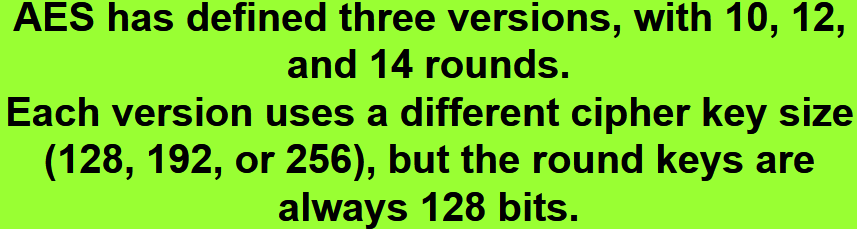 AES has defined three versions, with 10, 12,
and 14 rounds.
Each version uses a different cipher key size
(128, 192, or 256), but the round keys are
always 128 bits.